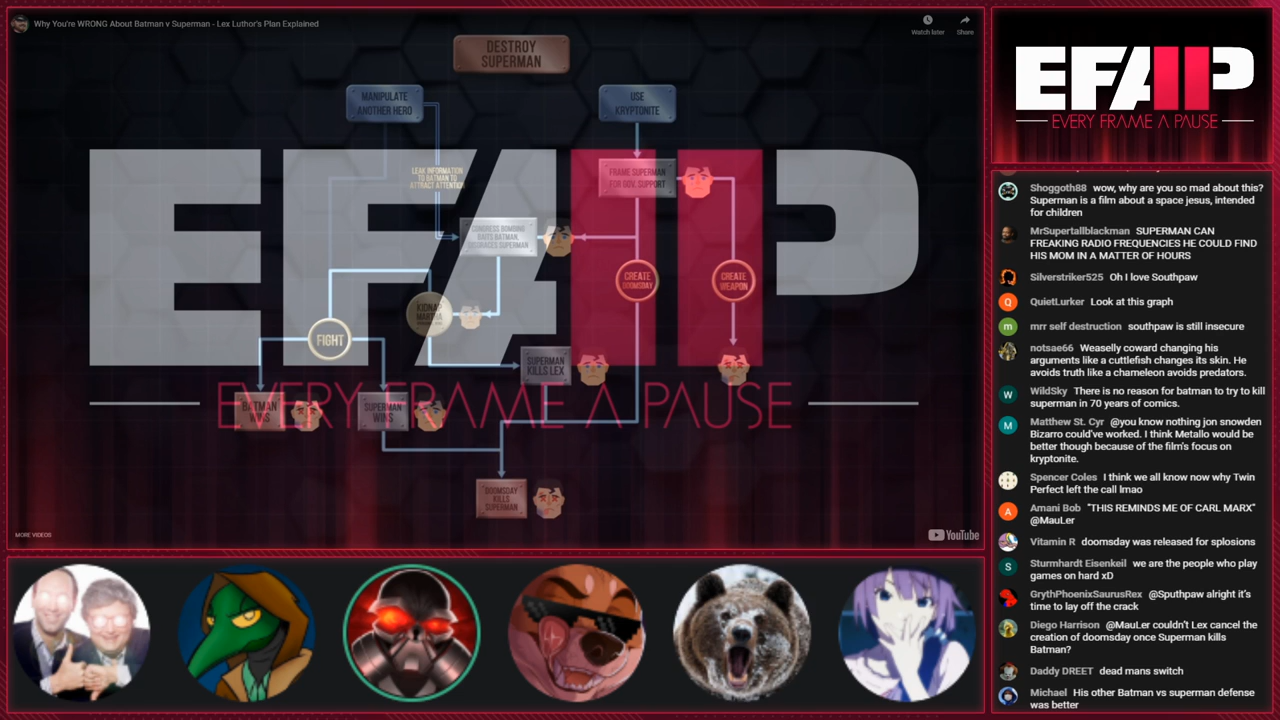 Why You're WRONG About Batman v Superman - Lex Luthor's Plan Explained
Watch later
Share
DESTROY
SUPERMAN
MANIPULATE
ANOTHER HERO
USE
KRYPTONITE
LEAK INFORMATION
TO BATMAN TO
ATTRACT ATTENTION
FRAME SUPERMAN
FOR GOV. SUPPORT
CONGRESS BOMBING
BAITS BATMAN,
DISGRACES SUPERMAN
CREATE
DOOMSDAY
CREATE
WEAPON
KIDNAP
MARTHA
FIGHT
SUPERMAN
KILLS LEX
BATMAN
WINS
SUPERMAN
WINS
DOOMSDAY
KILLS
SUPERMAN
EFAP
EVERY FRAME A PAUSE
MORE VIDEOS
YouTube
EFAP
EVERY FRAME A PAUSE
Shoggoth88 wow, why are you so mad about this?
Superman is a film about a space jesus, intended
for children
MrSupertallblackman SUPERMAN CAN
FREAKING RADIO FREQUENCIES HE COULD FIND
HIS MOM IN A MATTER OF HOURS
Silverstriker525 Oh I love Southpaw
Q
QuietLurker Look at this graph
m
mrr self destruction southpaw is still insecure
notsae66 Weaselly coward changing his
arguments like a cuttlefish changes its skin. He
avoids truth like a chameleon avoids predators.
W
WildSky There is no reason for batman to try to kill
superman in 70 years of comics.
M
Matthew St. Cyr @you know nothing jon snowden
Bizarro could've worked. I think Metallo would be
better though because of the film's focus on
kryptonite.
Spencer Coles I think we all know now why Twin
Perfect left the call lmao
A
Amani Bob "THIS REMINDS ME OF CARL MARX"
@MauLer
Vitamin R doomsday was released for splosions
S
Sturmhardt Eisenkeil we are the people who play
games on hard xD
GrythPhoenixSaurusRex @Sputhpaw alright it's
time to lay off the crack
Diego Harrison @MauLer couldn't Lex cancel the
creation of doomsday once Superman kills
Batman?
Daddy DREET dead mans switch
Michael His other Batman vs superman defense
was better